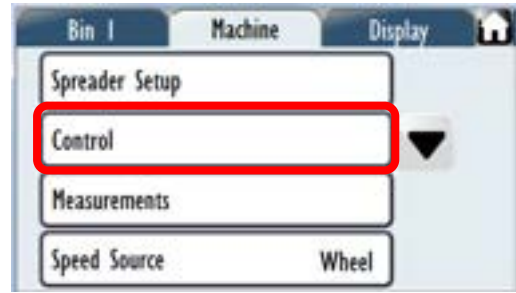 Bin 1 Machine Display
Spreader Setup
Control
Measurements
Speed Source Wheel